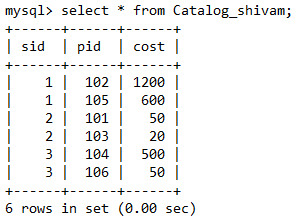 mysql> select * from Catalog_shivam;
+------+------+------+
| sid  | pid  | cost |
+------+------+------+
|    1 |  102 | 1200 |
|    1 |  105 |  600 |
|    2 |  101 |   50 |
|    2 |  103 |   20 |
|    3 |  104 |  500 |
|    3 |  106 |   50 |
+------+------+------+
6 rows in set (0.00 sec)